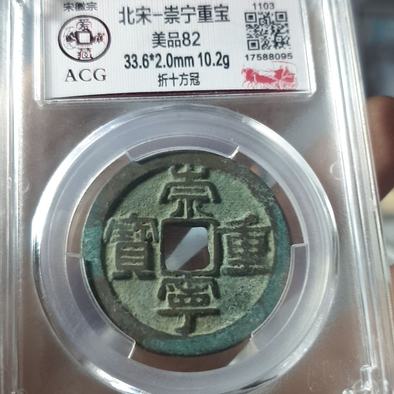 宋徽宗
ACG
北宋-崇宁重宝
美品82
33.6*2.0mm 10.2g
折十方冠
1103
17588095
崇
寶 重
寧